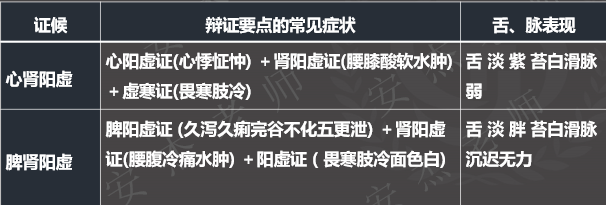 证候 辩证要点的常见症状 舌、脉表现
心肾阳虚
心阳虚证(心悸怔忡) ＋肾阳虚证(腰膝酸软水肿)
＋虚寒证(畏寒肢冷)
舌 淡 紫 苔白滑脉
弱
脾肾阳虚
脾阳虚证 (久泻久痢完谷不化五更泄) ＋肾阳虚
证(腰腹冷痛水肿) ＋阳虚证 ( 畏寒肢冷面色白)
舌 淡 胖 苔白滑脉
沉迟无力
安杰老师